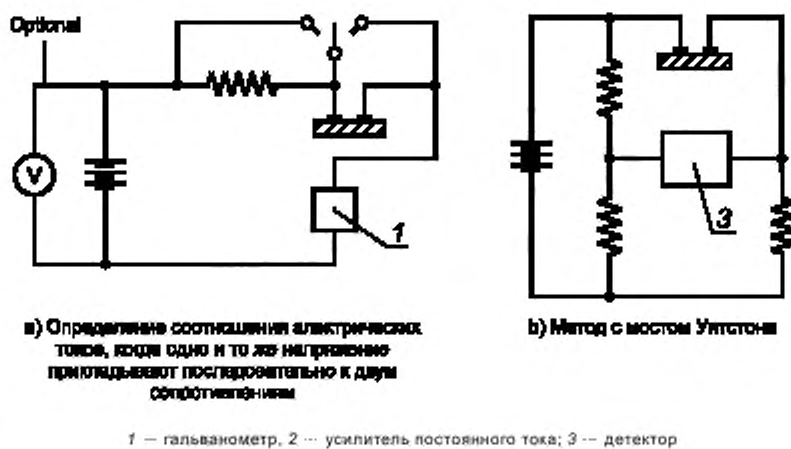 Optional
V
1
3
a) Определение соотношения электрических
токов, когда одно и то же напряжение
прикладывают последовательно к двум
сопротивлениям
b) Метод с мостом Уитстона
1 — гальванометр, 2 — усилитель постоянного тока; 3 — детектор